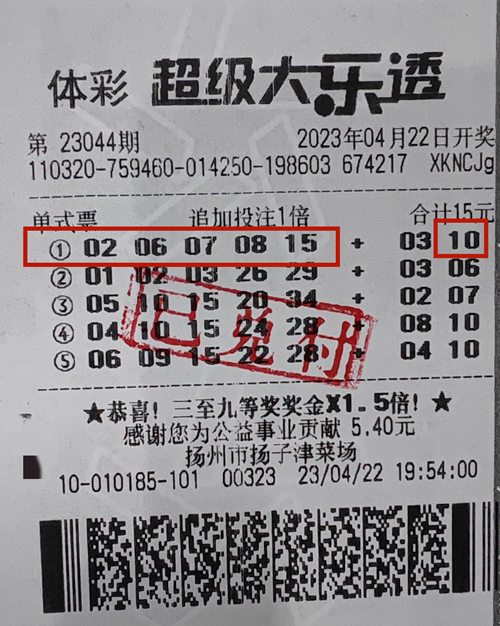 体彩 超级大乐透
第 23044期 2023年04月22日开奖
110320-759460-014250-198603 674217 XKNCJg
单式票 追加投注1倍 合计15元
① 02 06 07 08 15 + 03 10
② 01 02 03 26 29 + 03 06
③ 05 10 15 20 34 + 02 07
④ 04 10 15 24 28 + 08 10
⑤ 06 09 15 22 28 + 04 10
已兑付
★恭喜! 三至九等奖奖金X1.5倍! ★
感谢您为公益事业贡献 5.40元
扬州市扬子津菜场
10-010185-101 00323 23/04/22 19:54:00